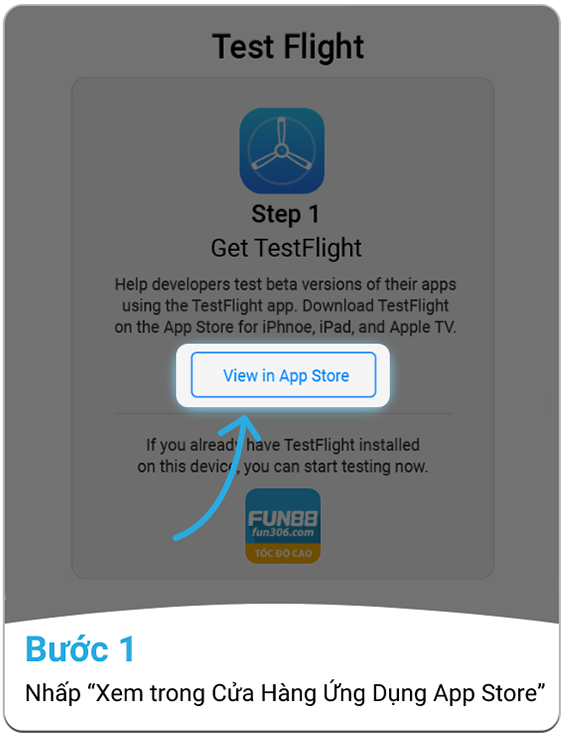 Test Flight
Step 1
Get TestFlight
Help developers test beta versions of their apps
using the TestFlight app. Download TestFlight
on the App Store for iPhnoe, iPad, and Apple TV.
View in App Store
If you already have TestFlight installed
on this device, you can start testing now.
FUN88
fun306.com
TỐC ĐỘ CAO
Bước 1
Nhấp “Xem trong Cửa Hàng Ứng Dụng App Store”